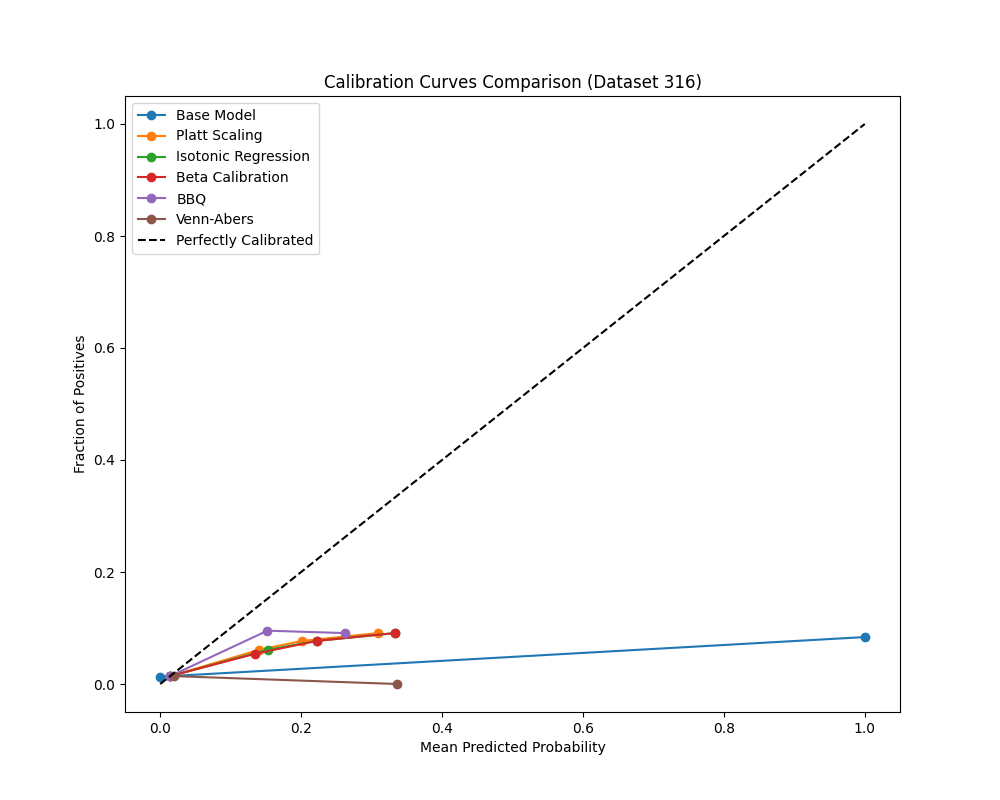 Calibration Curves Comparison (Dataset 316)
Base Model
Platt Scaling
Isotonic Regression
Beta Calibration
BBQ
Venn-Abers
Perfectly Calibrated
Fraction of Positives
1.0
0.8
0.6
0.4
0.2
0.0
0.0 0.2 0.4 0.6 0.8 1.0
Mean Predicted Probability